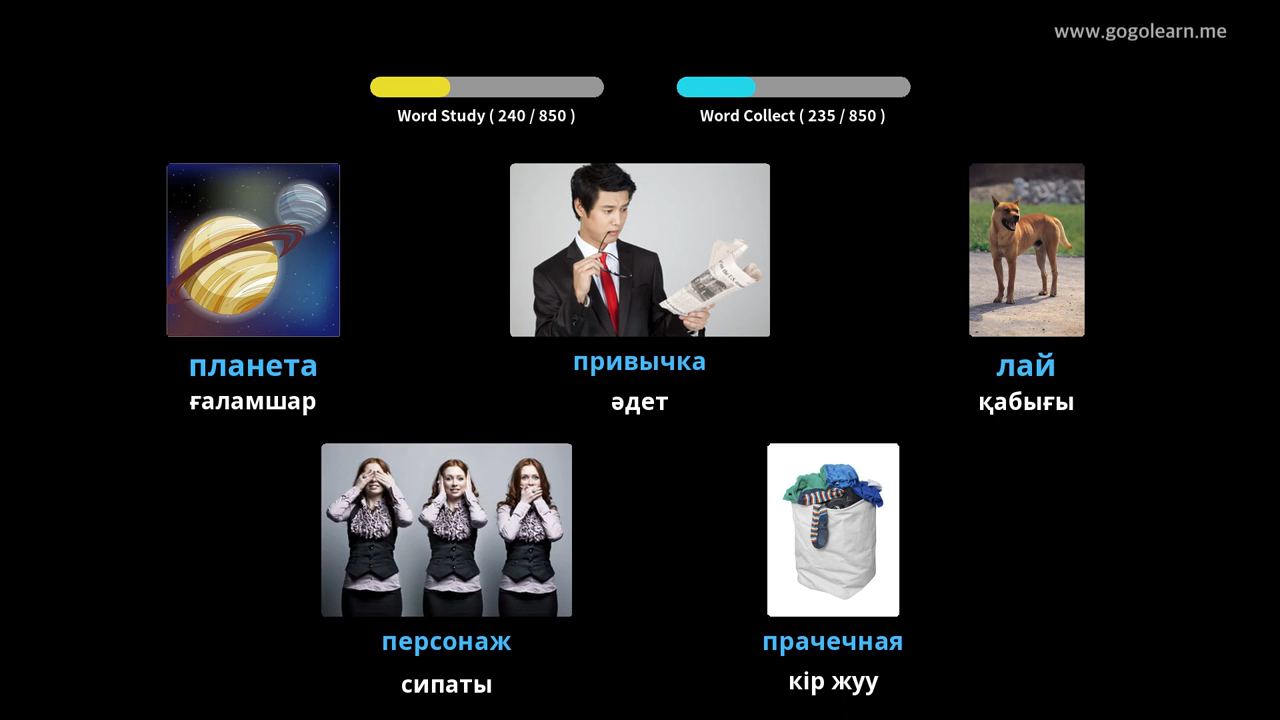 www.gogolearn.me
Word Study ( 240 / 850 )
Word Collect ( 235 / 850 )
планета
ғаламшар
привычка
әдет
лай
қабығы
персонаж
сипаты
прачечная
кір жуу